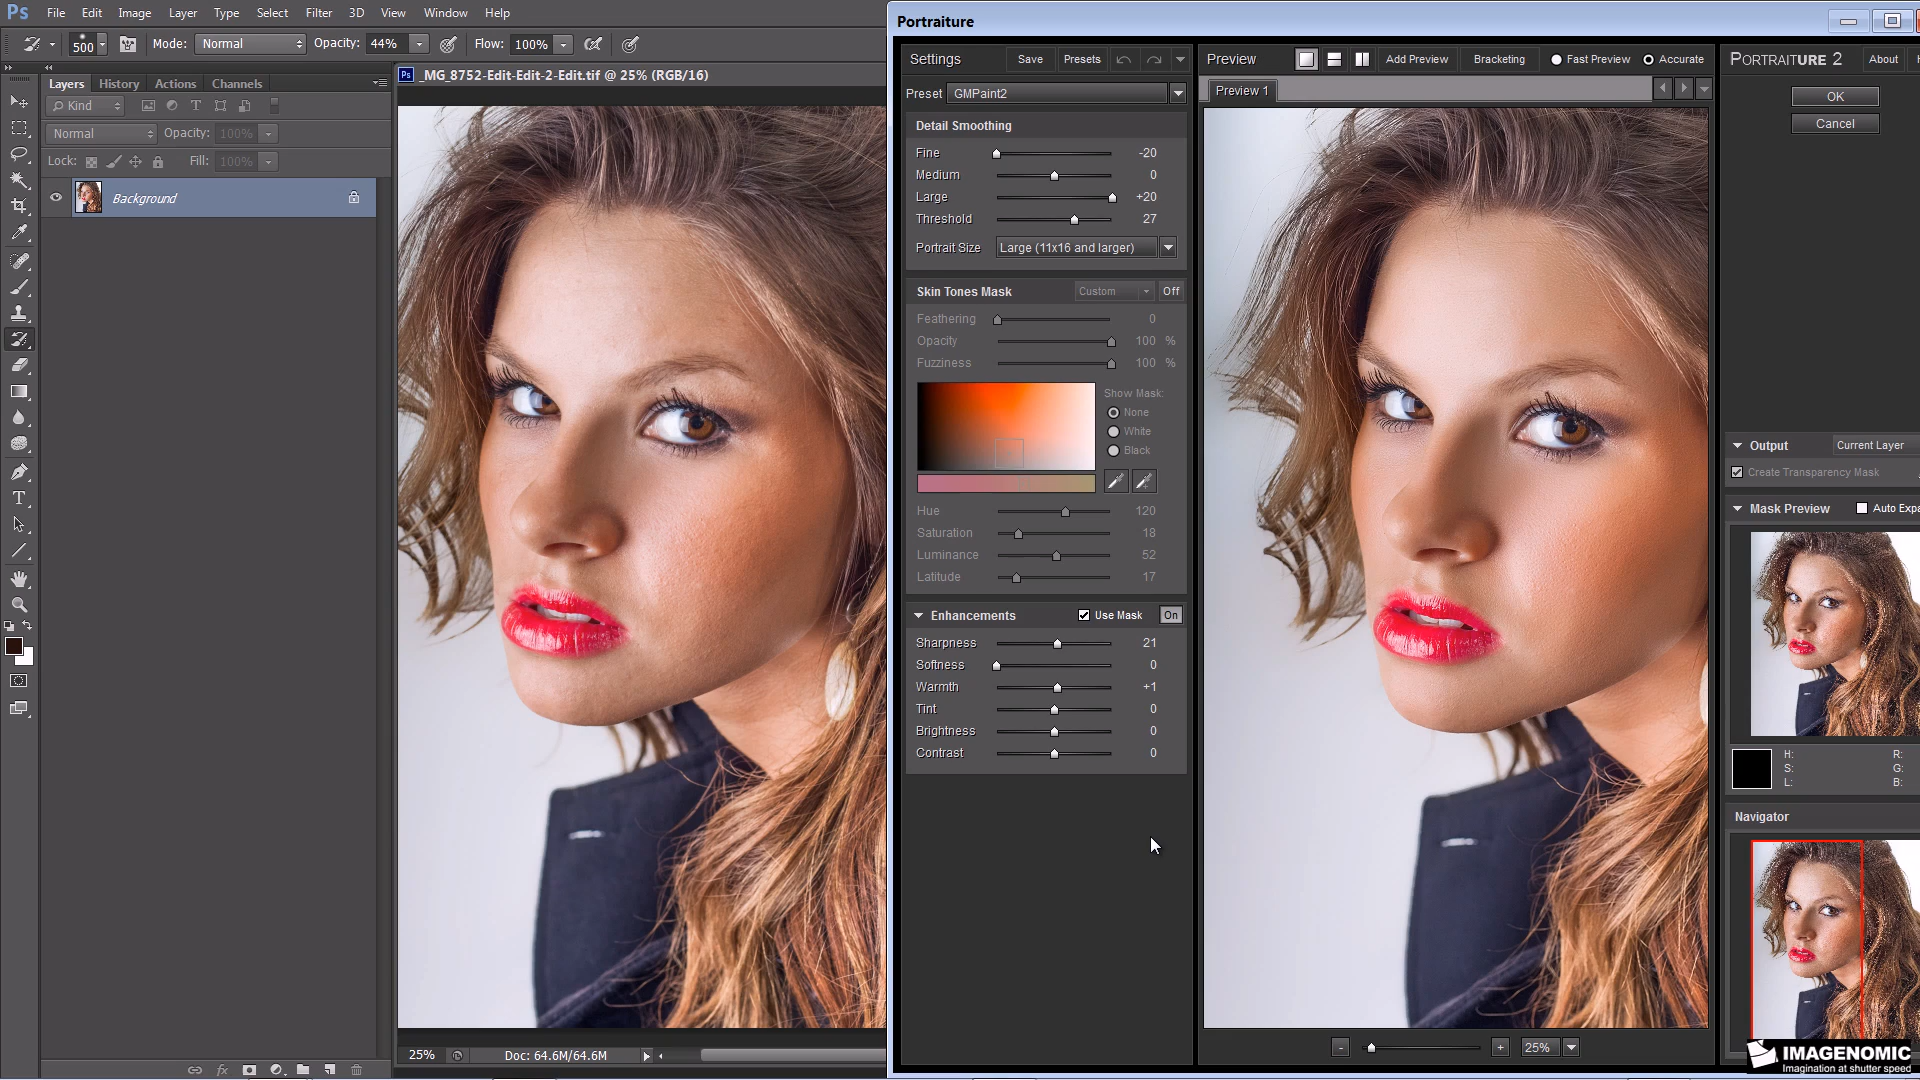 Ps File Edit Image Layer Type Select Filter 3D View Window Help
500 Mode: Normal Opacity: 44% Flow: 100%
Layers History Actions Channels
Kind
Normal Opacity: 100%
Lock: Fill: 100%
Background
T
Ps _MG_8752-Edit-Edit-2-Edit.tif @ 25% (RGB/16)
25% Doc: 64.6M/64.6M
fx
Portraiture
Settings Save Presets
Preset GMPaint2
Detail Smoothing
Fine -20
Medium 0
Large +20
Threshold 27
Portrait Size Large (11x16 and larger)
Skin Tones Mask Custom Off
Feathering 0
Opacity 100 %
Fuzziness 100 %
Show Mask:
None
White
Black
Hue 120
Saturation 18
Luminance 52
Latitude 17
Enhancements Use Mask On
Sharpness 21
Softness 0
Warmth +1
Tint 0
Brightness 0
Contrast 0
Preview Add Preview Bracketing Fast Preview Accurate
Preview 1
- + 25%
PORTRAITURE 2 About
OK
Cancel
Output Current Layer
Create Transparency Mask
Mask Preview Auto Expa
H: R:
S: G:
L: B:
Navigator
IMAGENOMIC
Imagination at shutter speed